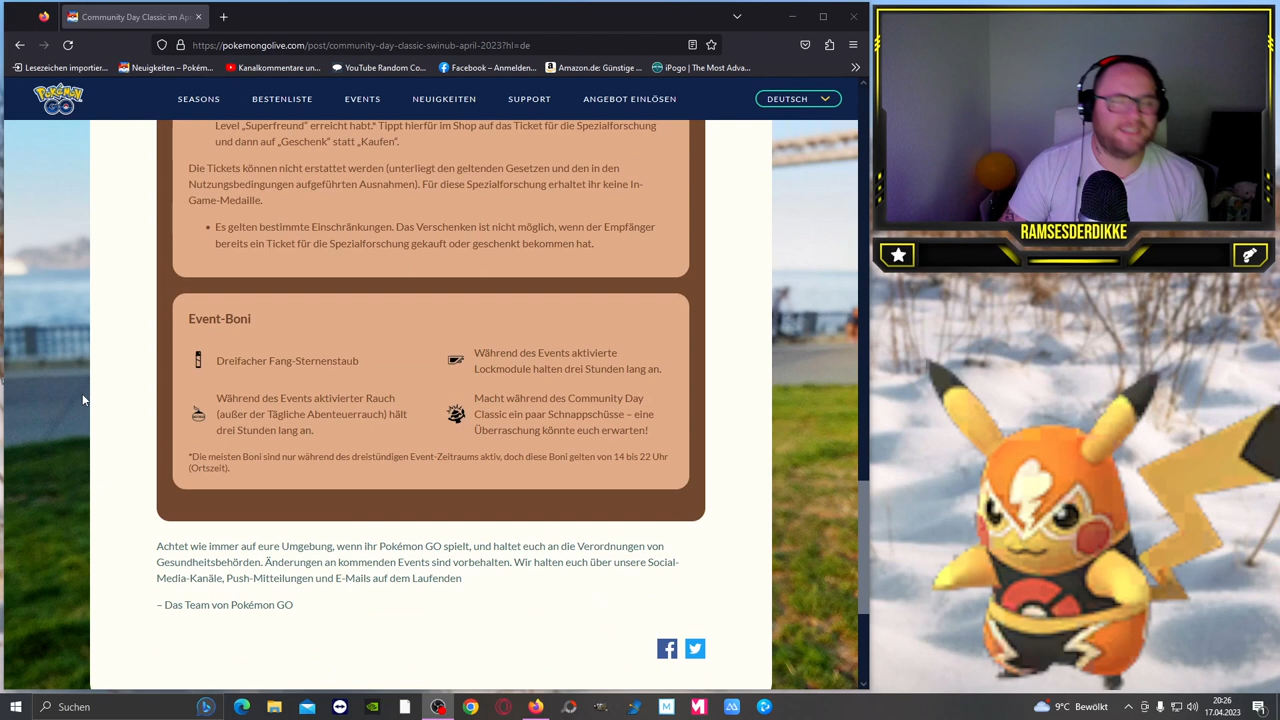 Community Day Classic im Apr
https://pokemongolive.com/post/community-day-classic-swinub-april-2023?hl=de
Lesezeichen importier...
Neuigkeiten – Pokém...
Kanalkommentare un...
YouTube Random Co...
Facebook – Anmelden...
Amazon.de: Günstige ...
iPogo | The Most Adva...
Pokémon GO
SEASONS
BESTENLISTE
EVENTS
NEUIGKEITEN
SUPPORT
ANGEBOT EINLÖSEN
DEUTSCH
Level „Superfreund“ erreicht habt.* Tippt hierfür im Shop auf das Ticket für die Spezialforschung
und dann auf „Geschenk“ statt „Kaufen“.
Die Tickets können nicht erstattet werden (unterliegt den geltenden Gesetzen und den in den
Nutzungsbedingungen aufgeführten Ausnahmen). Für diese Spezialforschung erhaltet ihr keine In-
Game-Medaille.
• Es gelten bestimmte Einschränkungen. Das Verschenken ist nicht möglich, wenn der Empfänger
bereits ein Ticket für die Spezialforschung gekauft oder geschenkt bekommen hat.
Event-Boni
Dreifacher Fang-Sternenstaub
Während des Events aktivierte
Lockmodule halten drei Stunden lang an.
Während des Events aktivierter Rauch
(außer der Tägliche Abenteuerrauch) hält
drei Stunden lang an.
Macht während des Community Day
Classic ein paar Schnappschüsse – eine
Überraschung könnte euch erwarten!
*Die meisten Boni sind nur während des dreistündigen Event-Zeitraums aktiv, doch diese Boni gelten von 14 bis 22 Uhr
(Ortszeit).
Achtet wie immer auf eure Umgebung, wenn ihr Pokémon GO spielt, und haltet euch an die Verordnungen von
Gesundheitsbehörden. Änderungen an kommenden Events sind vorbehalten. Wir halten euch über unsere Social-
Media-Kanäle, Push-Mitteilungen und E-Mails auf dem Laufenden
– Das Team von Pokémon GO
RAMSESDERDIKKE
Suchen
9°C Bewölkt
20:26
17.04.2023